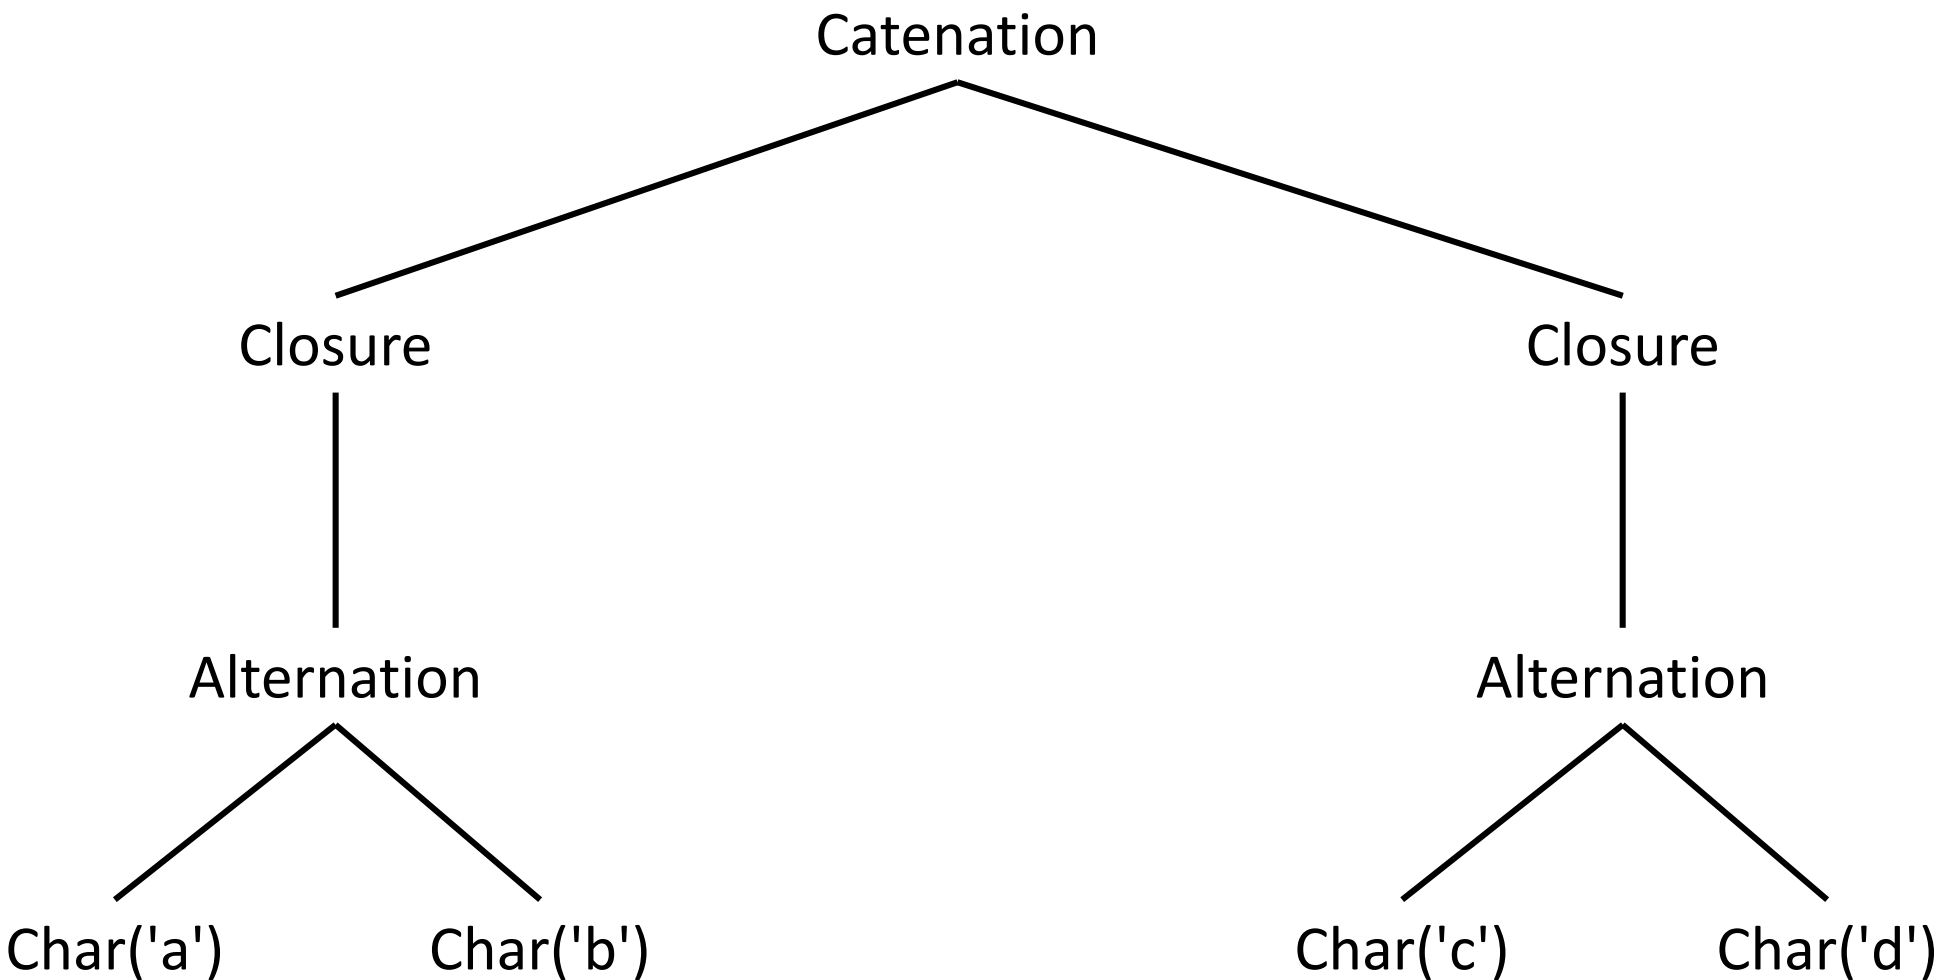 Catenation
Closure Closure
Alternation Alternation
Char('a') Char('b') Char('c') Char('d')